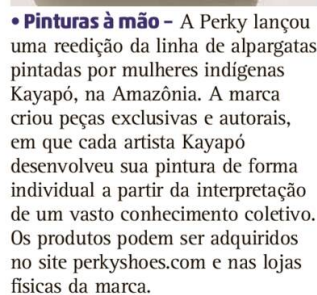 • Pinturas à mão – A Perky lançou
uma reedição da linha de alpargatas
pintadas por mulheres indígenas
Kayapó, na Amazônia. A marca
criou peças exclusivas e autorais,
em que cada artista Kayapó
desenvolveu sua pintura de forma
individual a partir da interpretação
de um vasto conhecimento coletivo.
Os produtos podem ser adquiridos
no site perkyshoes.com e nas lojas
físicas da marca.